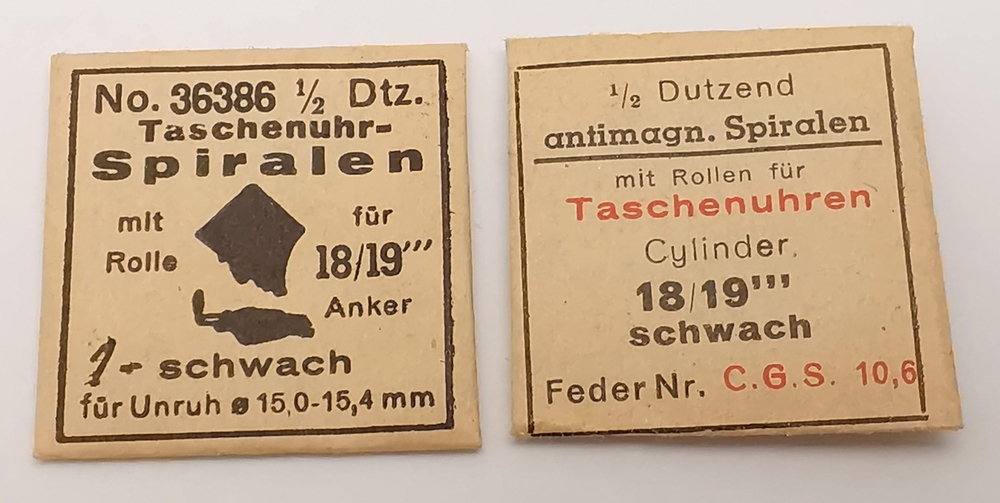 No. 36386 ½ Dtz.
Taschenuhr-
Spiralen
mit
Rolle
für
18/19‴
Anker
1 - schwach
für Unruh ø 15,0-15,4 mm
½ Dutzend
antimagn. Spiralen
mit Rollen für
Taschenuhren
Cylinder
18/19‴
schwach
Feder Nr. C.G.S. 10,6